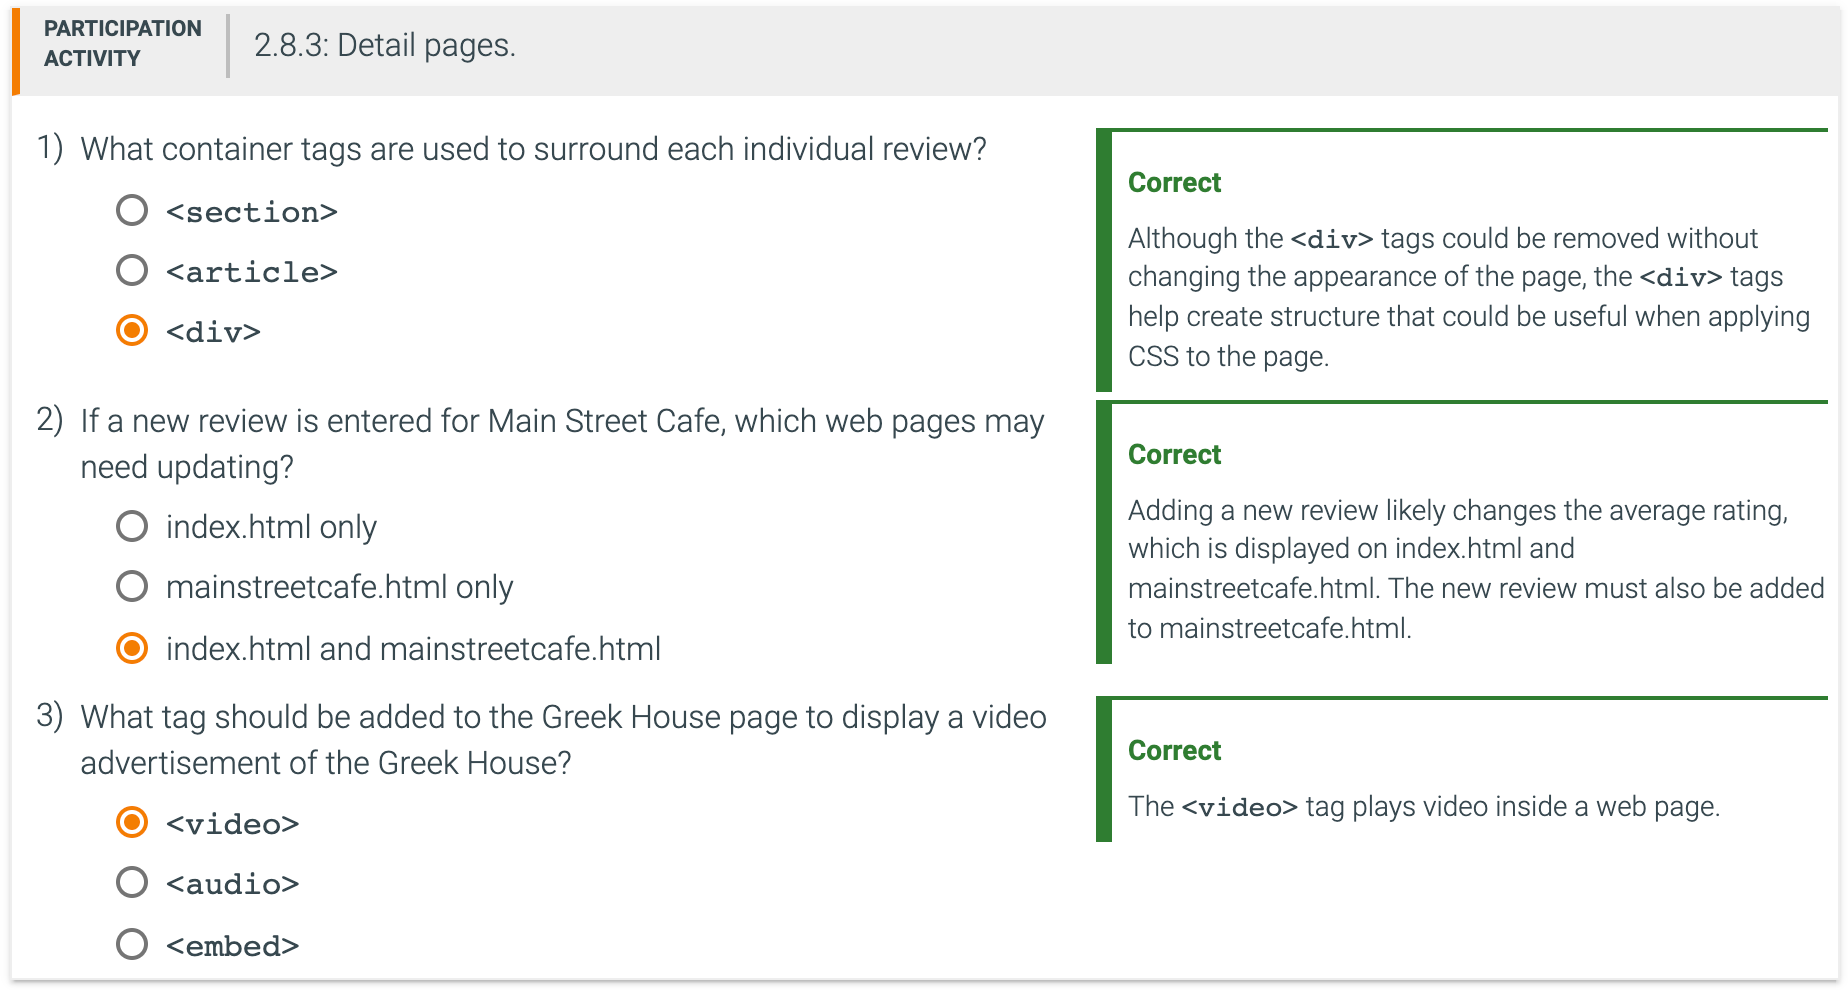 PARTICIPATION
ACTIVITY
2.8.3: Detail pages.
1) What container tags are used to surround each individual review?
<section>
<article>
<div>
Correct
Although the <div> tags could be removed without
changing the appearance of the page, the <div> tags
help create structure that could be useful when applying
CSS to the page.
2) If a new review is entered for Main Street Cafe, which web pages may
need updating?
index.html only
mainstreetcafe.html only
index.html and mainstreetcafe.html
Correct
Adding a new review likely changes the average rating,
which is displayed on index.html and
mainstreetcafe.html. The new review must also be added
to mainstreetcafe.html.
3) What tag should be added to the Greek House page to display a video
advertisement of the Greek House?
<video>
<audio>
<embed>
Correct
The <video> tag plays video inside a web page.